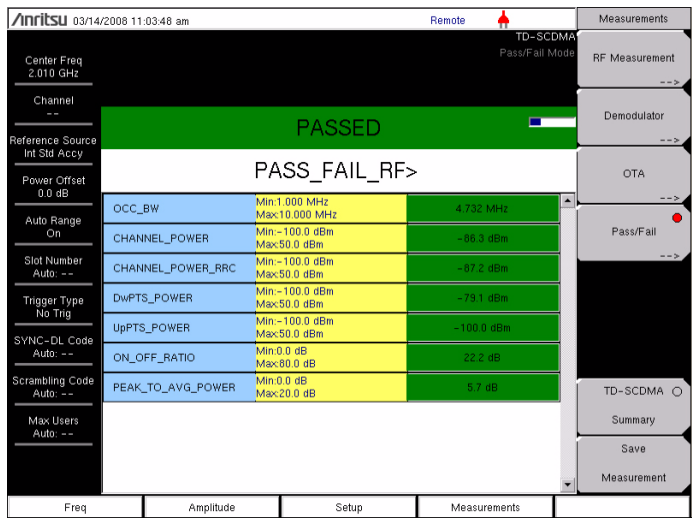 Anritsu 03/14/2008 11:03:48 am
Remote
Measurements
TD-SCDMA
Pass/Fail Mode
Center Freq
2.010 GHz
Channel
--
Reference Source
Int Std Accy
Power Offset
0.0 dB
Auto Range
On
Slot Number
Auto: --
Trigger Type
No Trig
SYNC-DL Code
Auto: --
Scrambling Code
Auto: --
Max Users
Auto: --
PASSED
PASS_FAIL_RF>
OCC_BW
Min:1.000 MHz
Max:10.000 MHz
4.732 MHz
CHANNEL_POWER
Min:-100.0 dBm
Max:50.0 dBm
-86.3 dBm
CHANNEL_POWER_RRC
Min:-100.0 dBm
Max:50.0 dBm
-87.2 dBm
DwPTS_POWER
Min:-100.0 dBm
Max:50.0 dBm
-79.1 dBm
UpPTS_POWER
Min:-100.0 dBm
Max:50.0 dBm
-100.0 dBm
ON_OFF_RATIO
Min:0.0 dB
Max:80.0 dB
22.2 dB
PEAK_TO_AVG_POWER
Min:0.0 dB
Max:20.0 dB
5.7 dB
RF Measurement
-->
Demodulator
-->
OTA
-->
Pass/Fail
-->
TD-SCDMA
Summary
Save
Measurement
Freq
Amplitude
Setup
Measurements